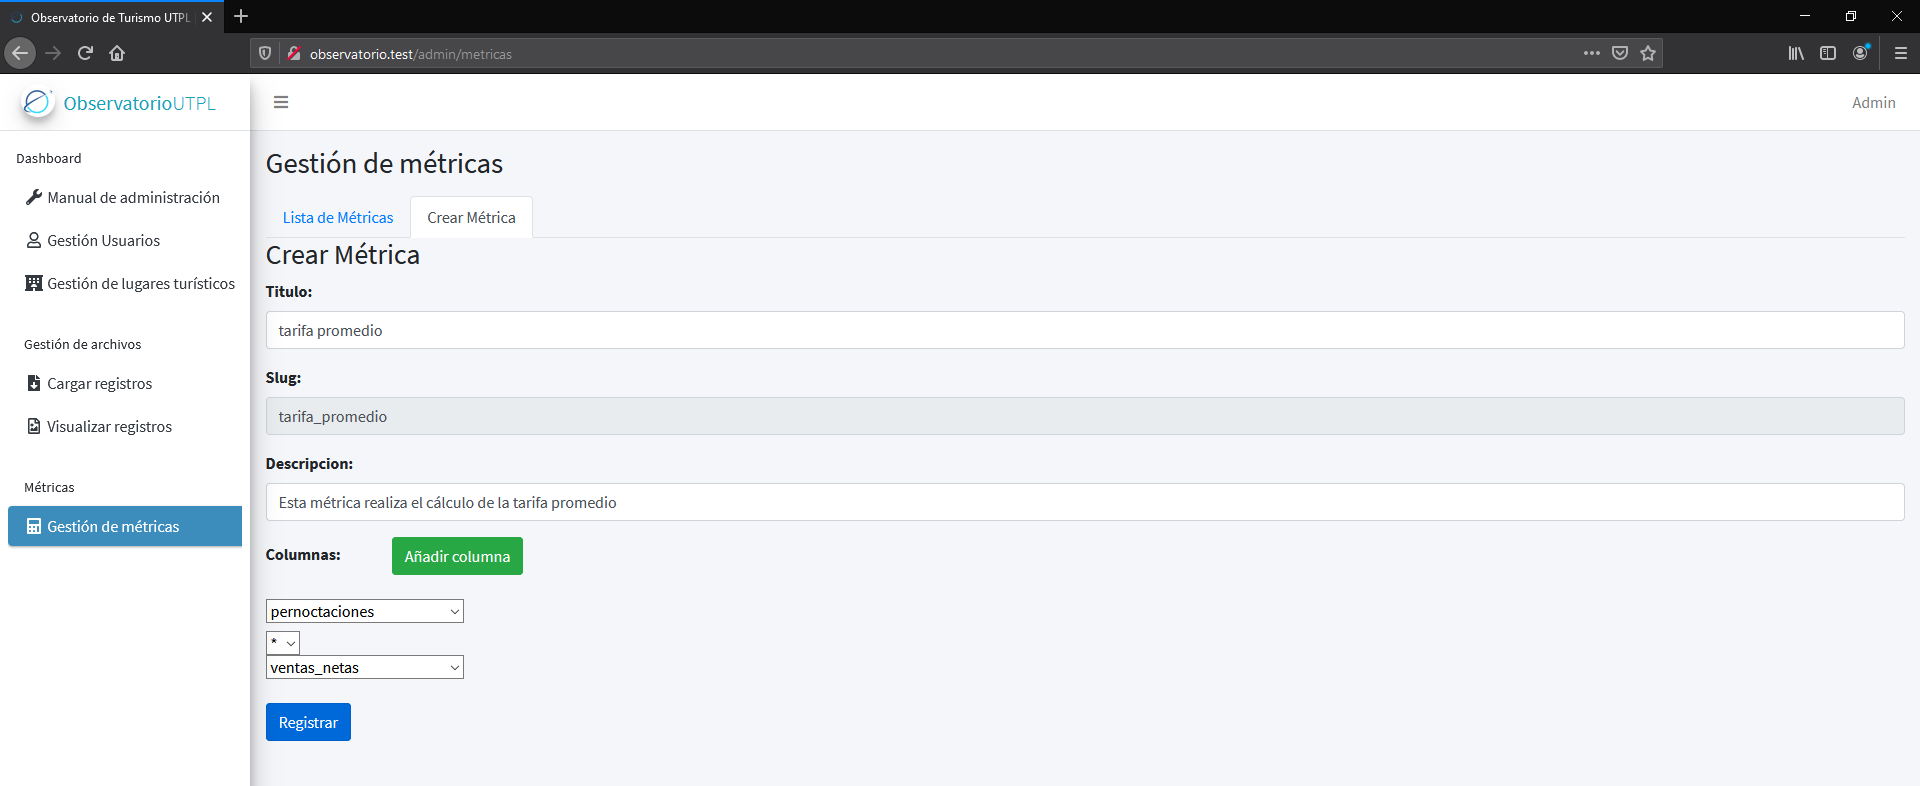 Observatorio de Turismo UTPL
observatorio.test/admin/metricas
ObservatorioUTPL
Admin
Dashboard
Manual de administración
Gestión Usuarios
Gestión de lugares turísticos
Gestión de archivos
Cargar registros
Visualizar registros
Métricas
Gestión de métricas
Gestión de métricas
Lista de Métricas
Crear Métrica
Crear Métrica
Titulo:
tarifa promedio
Slug:
tarifa_promedio
Descripcion:
Esta métrica realiza el cálculo de la tarifa promedio
Columnas:
Añadir columna
pernoctaciones
*
ventas_netas
Registrar